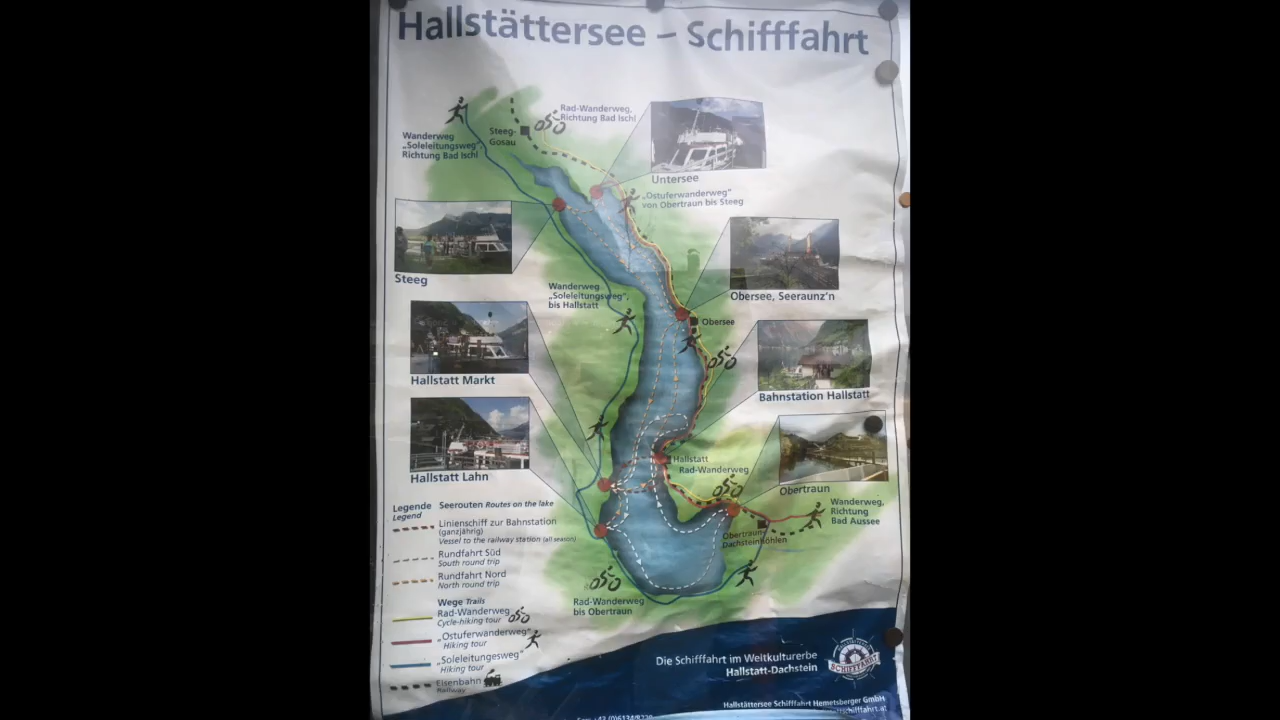 Hallstättersee – Schifffahrt
Rad-Wanderweg,
Richtung Bad Ischl
Steeg-
Gosau
Wanderweg
„Soleleitungsweg“,
Richtung Bad Ischl
Untersee
„Ostuferwanderweg“
von Obertraun bis Steeg
Steeg
Wanderweg
„Soleleitungsweg“,
bis Hallstatt
Obersee, Seeraunz'n
Obersee
Hallstatt Markt
Bahnstation Hallstatt
Hallstatt
Rad-Wanderweg
Hallstatt Lahn
Obertraun
Wanderweg,
Richtung
Bad Aussee
Obertraun-
Dachsteinhöhlen
Rad-Wanderweg
bis Obertraun
Legende
Legend
Seerouten Routes on the lake
Linienschiff zur Bahnstation
(ganzjährig)
Vessel to the railway station (all season)
Rundfahrt Süd
South round trip
Rundfahrt Nord
North round trip
Wege Trails
Rad-Wanderweg
Cycle-hiking tour
„Ostuferwanderweg“
Hiking tour
„Soleleitungesweg“
Hiking tour
Eisenbahn
Railway
Die Schifffahrt im Weltkulturerbe
Hallstatt-Dachstein
SCHIFFFAHRT
Hallstättersee Schifffahrt Hemetsberger GmbH